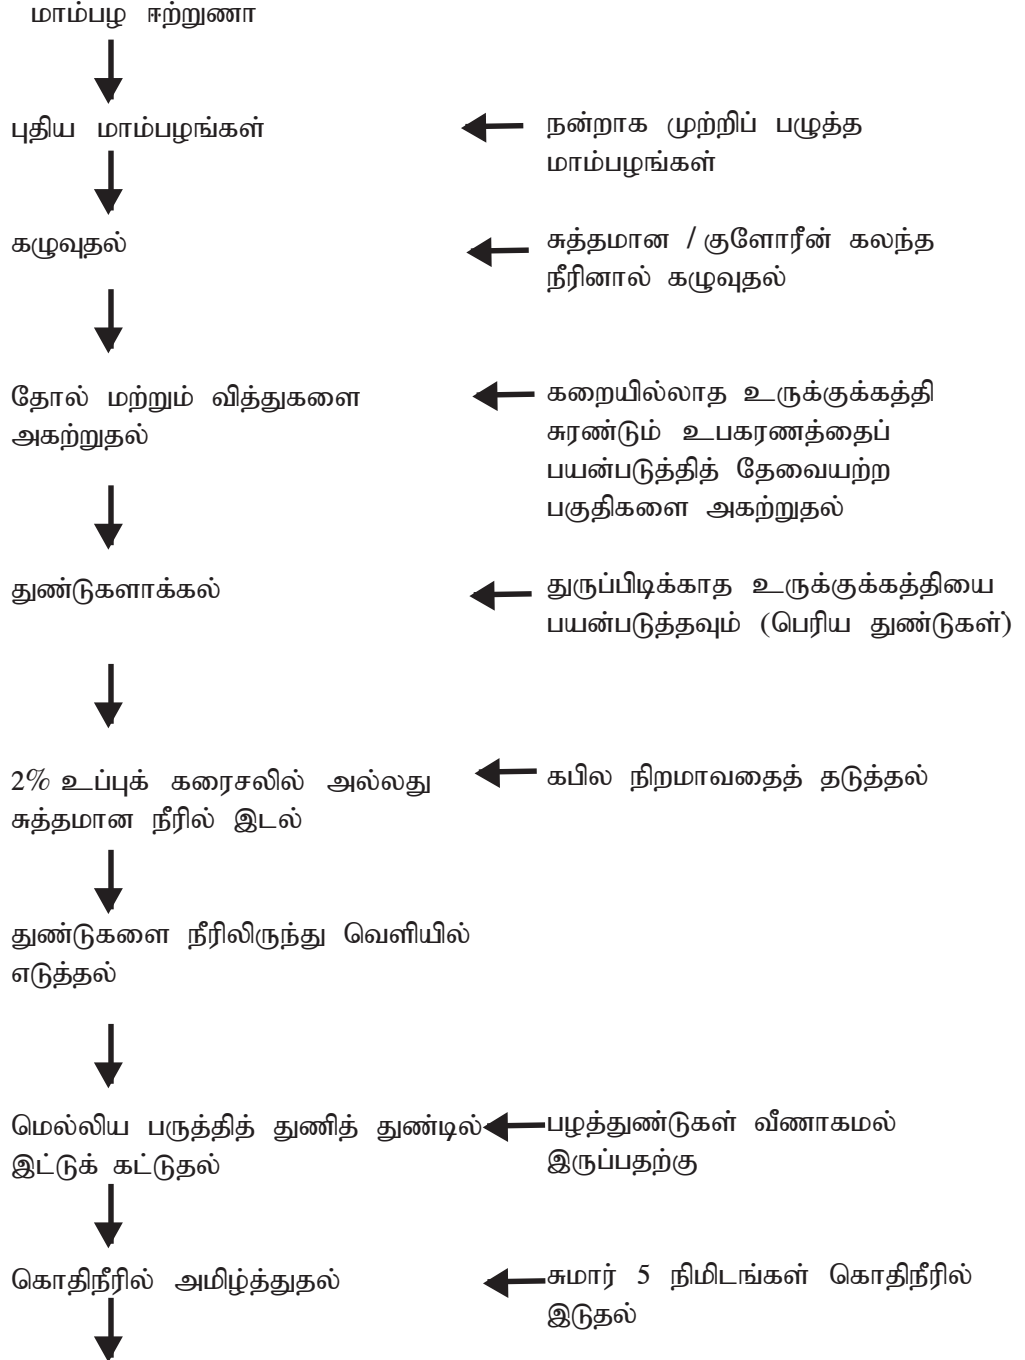 மாம்பழ ஈற்றுணா
புதிய மாம்பழங்கள்
நன்றாக முற்றிப் பழுத்த
மாம்பழங்கள்
கழுவுதல்
சுத்தமான / குளோரீன் கலந்த
நீரினால் கழுவுதல்
தோல் மற்றும் வித்துகளை
அகற்றுதல்
கறையில்லாத உருக்குக்கத்தி
சுரண்டும் உபகரணத்தைப்
பயன்படுத்தித் தேவையற்ற
பகுதிகளை அகற்றுதல்
துண்டுகளாக்கல்
துருப்பிடிக்காத உருக்குக்கத்தியை
பயன்படுத்தவும் (பெரிய துண்டுகள்)
2% உப்புக் கரைசலில் அல்லது
சுத்தமான நீரில் இடல்
கபில நிறமாவதைத் தடுத்தல்
துண்டுகளை நீரிலிருந்து வெளியில்
எடுத்தல்
மெல்லிய பருத்தித் துணித் துண்டில்
இட்டுக் கட்டுதல்
பழத்துண்டுகள் வீணாகமல்
இருப்பதற்கு
கொதிநீரில் அமிழ்த்துதல்
சுமார் 5 நிமிடங்கள் கொதிநீரில்
இடுதல்